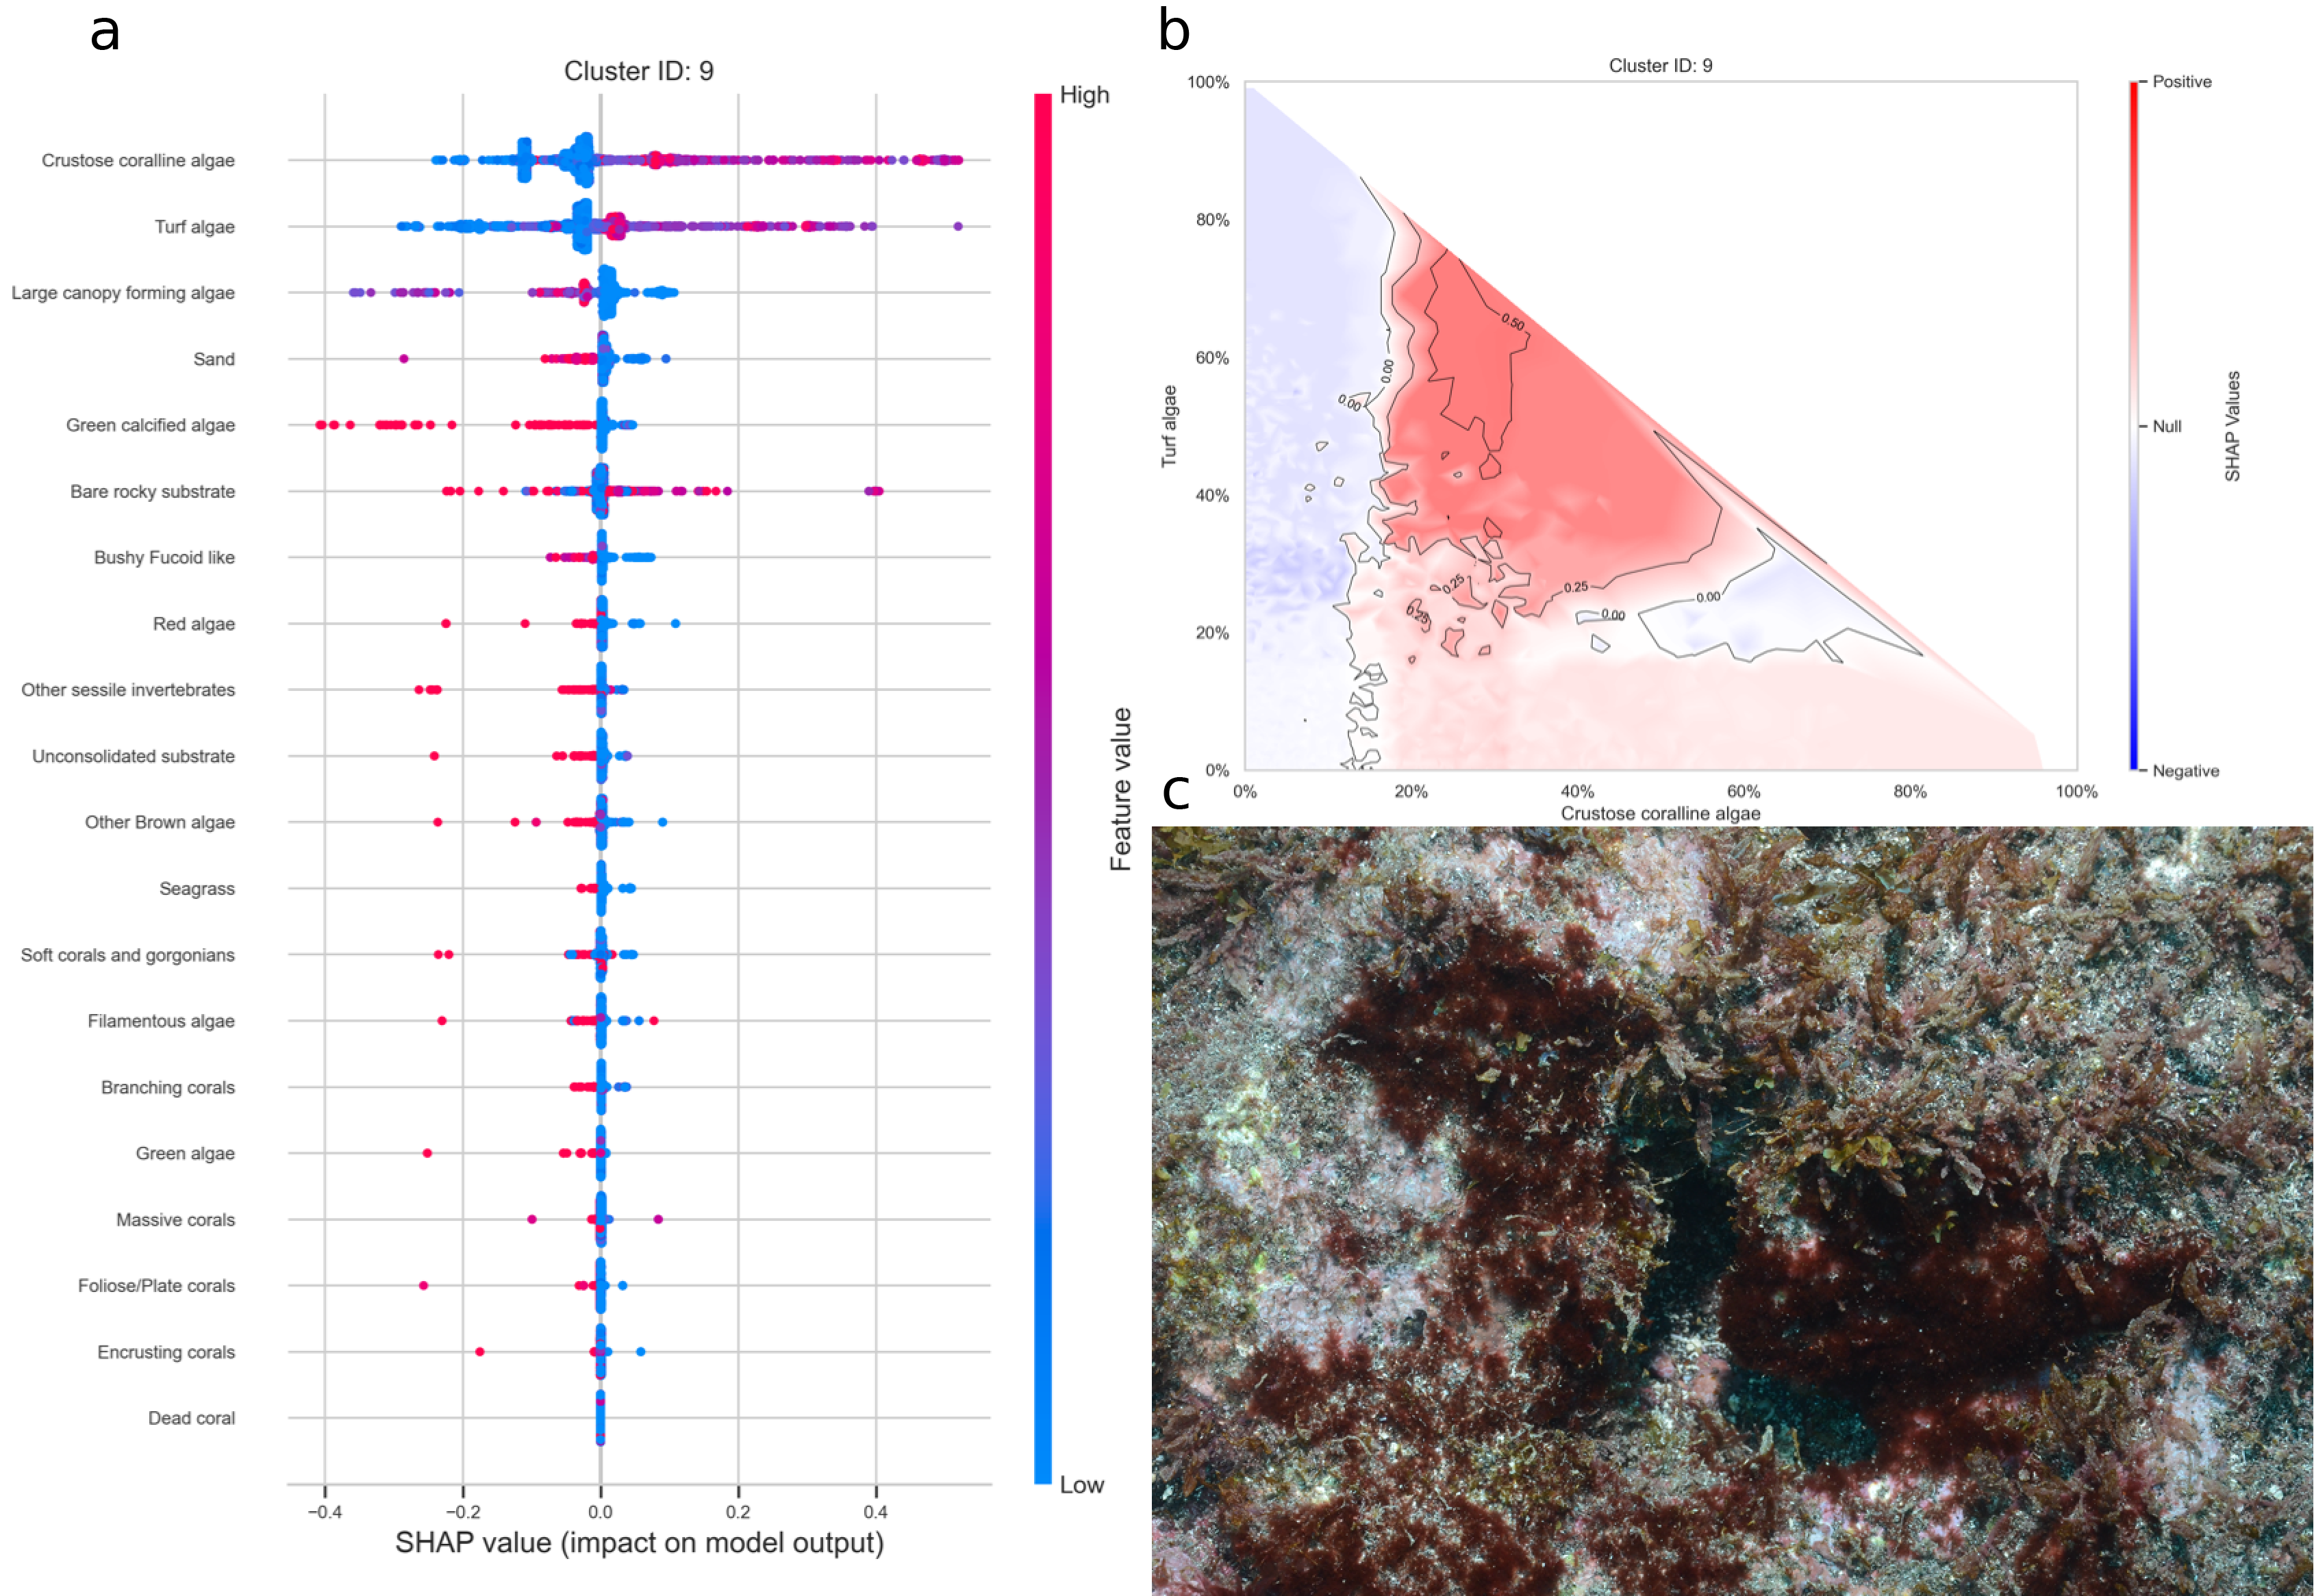 a
Cluster ID: 9
High
Crustose coralline algae
Turf algae
Large canopy forming algae
Sand
Green calcified algae
Bare rocky substrate
Bushy Fucoid like
Red algae
Other sessile invertebrates
Unconsolidated substrate
Other Brown algae
Seagrass
Soft corals and gorgonians
Filamentous algae
Branching corals
Green algae
Massive corals
Foliose/Plate corals
Encrusting corals
Dead coral
Low
Feature value
−0.4 −0.2 0.0 0.2 0.4
SHAP value (impact on model output)
b
Cluster ID: 9
100%
80%
60%
40%
20%
0%
Turf algae
0.50
0.00
0.00
0.25
0.25
0.25
0.00
0.00
0% 20% 40% 60% 80% 100%
Crustose coralline algae
Positive
Null
Negative
SHAP Values
c